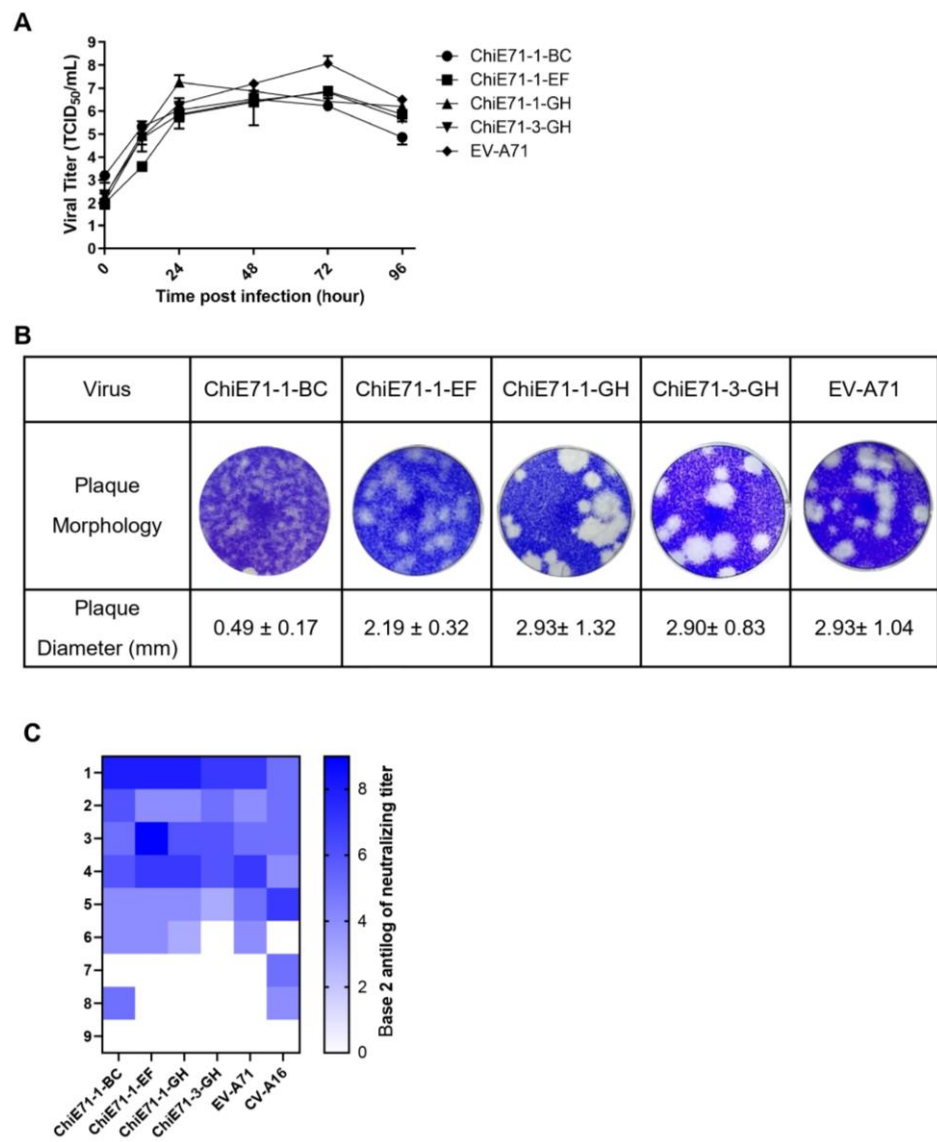 A
9
8
7
6
5
4
3
2
1
0
Viral Titer (TCID50/mL)
0
24
48
72
96
Time post infection (hour)
ChiE71-1-BC
ChiE71-1-EF
ChiE71-1-GH
ChiE71-3-GH
EV-A71
B
Virus ChiE71-1-BC ChiE71-1-EF ChiE71-1-GH ChiE71-3-GH EV-A71
Plaque
Morphology
Plaque
Diameter (mm)
0.49 ± 0.17 2.19 ± 0.32 2.93± 1.32 2.90± 0.83 2.93± 1.04
C
1
2
3
4
5
6
7
8
9
ChiE71-1-BC
ChiE71-1-EF
ChiE71-1-GH
ChiE71-3-GH
EV-A71
CV-A16
8
6
4
2
0
Base 2 antilog of neutralizing titer